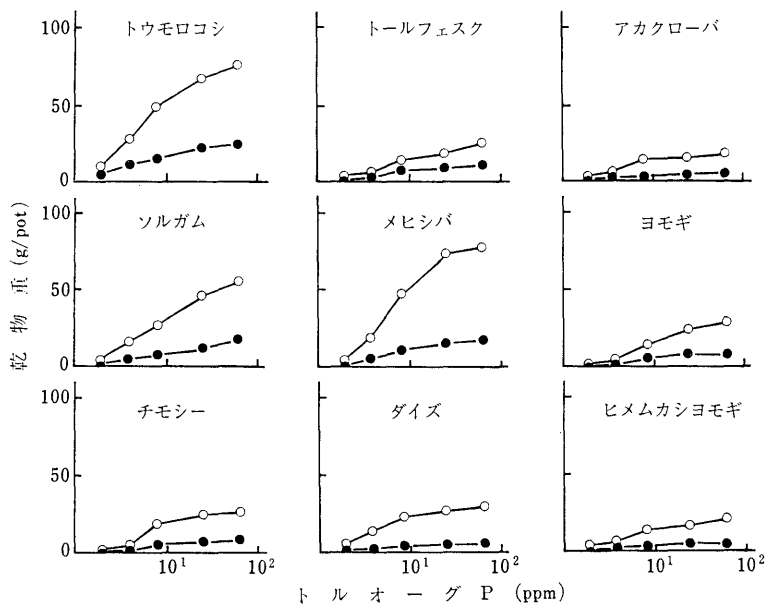 100
トウモロコシ
トールフェスク
アカクローバ
50
0
100
ソルガム
メヒシバ
ヨモギ
50
0
乾物重 (g/pot)
100
チモシー
ダイズ
ヒメムカシヨモギ
50
0
10¹ 10² 10¹ 10² 10¹ 10²
トルオーグP (ppm)